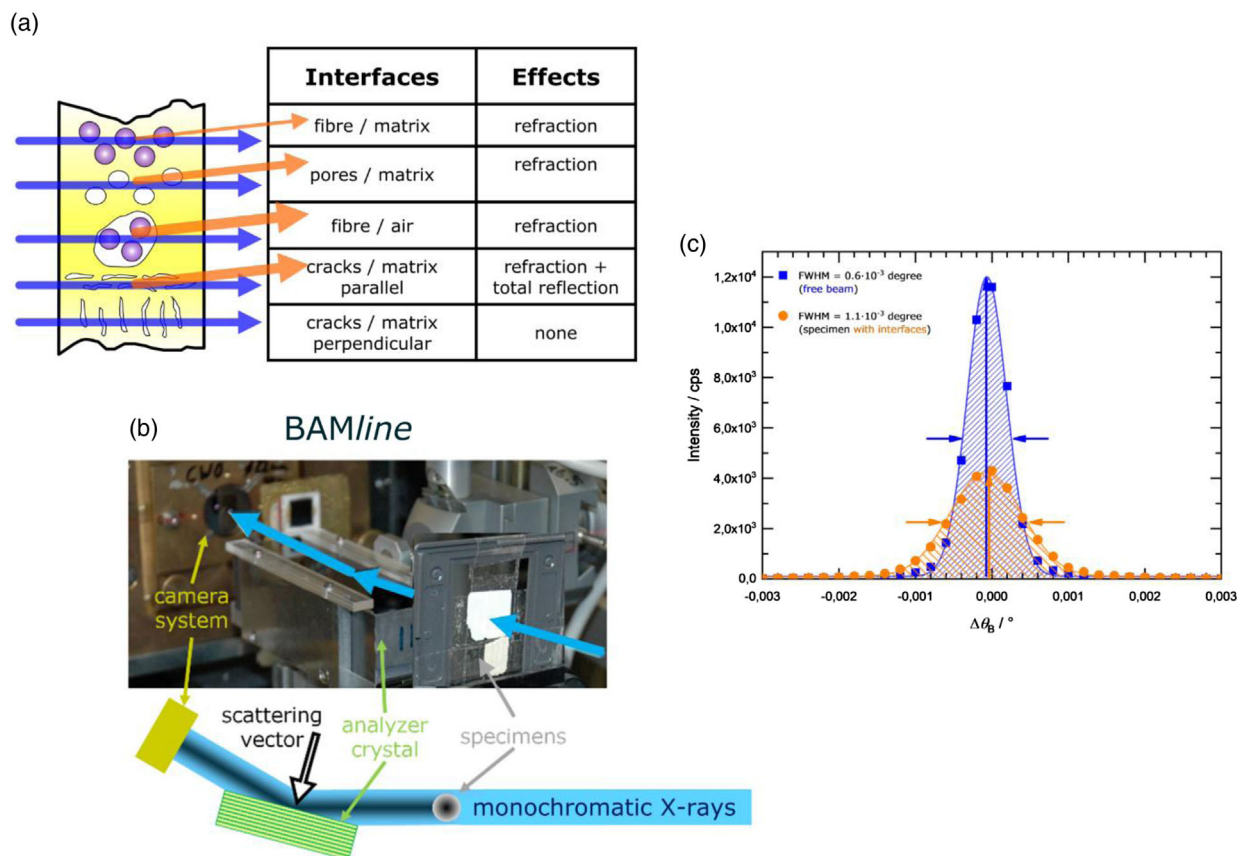 (a)
Interfaces Effects
fibre / matrix refraction
pores / matrix refraction
fibre / air refraction
cracks / matrix
parallel
refraction +
total reflection
cracks / matrix
perpendicular
none
(b)
BAMline
camera
system
scattering
vector
analyzer
crystal
specimens
monochromatic X-rays
(c)
FWHM = 0.6·10⁻³ degree
(free beam)
FWHM = 1.1·10⁻³ degree
(specimen with interfaces)
Intensity / cps
1,2x10⁴
1,0x10⁴
8,0x10³
6,0x10³
4,0x10³
2,0x10³
0,0
-0,003 -0,002 -0,001 0,000 0,001 0,002 0,003
Δθ_B / °